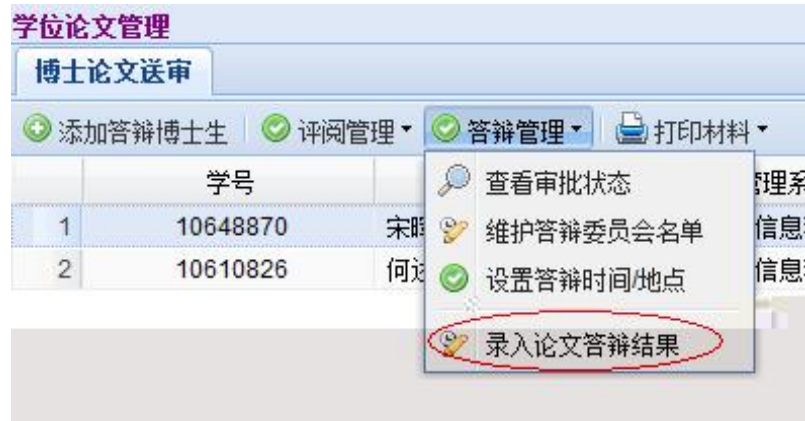 学位论文管理
博士论文送审
添加答辩博士生 评阅管理 答辩管理 打印材料
学号 管理系
查看审批状态
1 10648870 宋 信息
维护答辩委员会名单
2 10610826 何 信息
设置答辩时间/地点
录入论文答辩结果